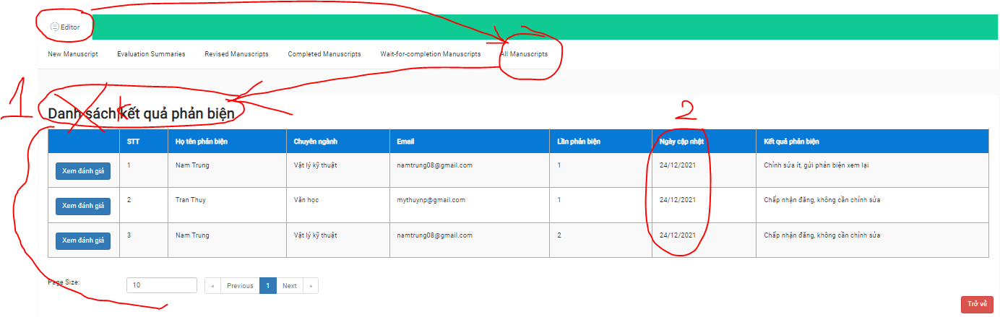 Editor
New Manuscript Evaluation Summaries Revised Manuscripts Completed Manuscripts Wait-for-completion Manuscripts All Manuscripts
1
Danh sách kết quả phản biện
k
2
STT Họ tên phản biện Chuyên ngành Email Lần phản biện Ngày cập nhật Kết quả phản biện
Xem đánh giá 1 Nam Trung Vật lý kỹ thuật namtrung08@gmail.com 1 24/12/2021 Chỉnh sửa ít, gửi phản biện xem lại
Xem đánh giá 2 Tran Thuy Văn học mythuynp@gmail.com 1 24/12/2021 Chấp nhận đăng, không cần chỉnh sửa
Xem đánh giá 3 Nam Trung Vật lý kỹ thuật namtrung08@gmail.com 2 24/12/2021 Chấp nhận đăng, không cần chỉnh sửa
Page Size: 10 « Previous 1 Next »
Trở về